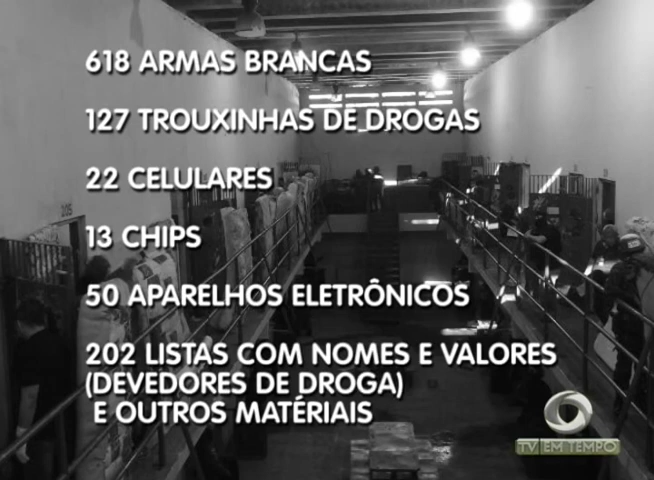 618 ARMAS BRANCAS
127 TROUXINHAS DE DROGAS
22 CELULARES
13 CHIPS
50 APARELHOS ELETRÔNICOS
202 LISTAS COM NOMES E VALORES
(DEVEDORES DE DROGA)
E OUTROS MATÉRIAIS
205
TV EM TEMPO